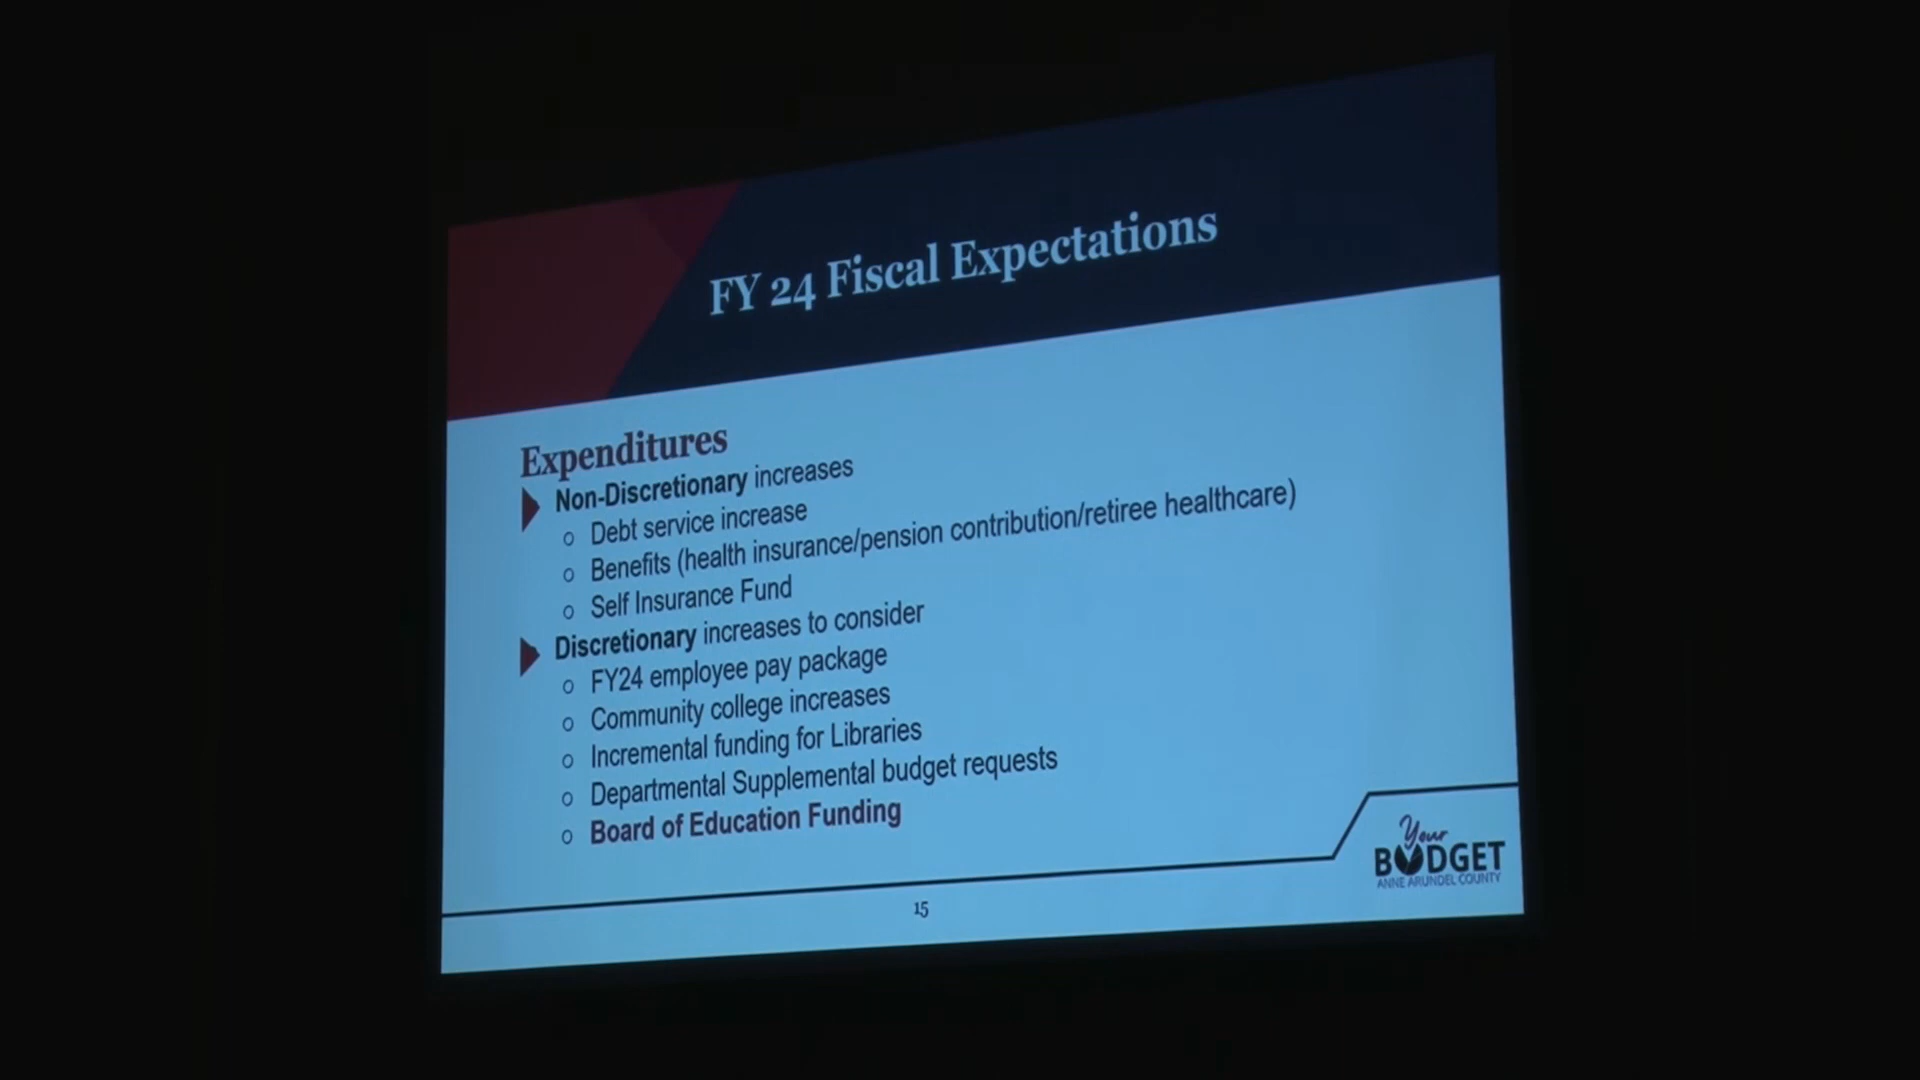 FY 24 Fiscal Expectations
Expenditures
Non-Discretionary increases
o Debt service increase
o Benefits (health insurance/pension contribution/retiree healthcare)
o Self Insurance Fund
Discretionary increases to consider
o FY24 employee pay package
o Community college increases
o Incremental funding for Libraries
o Departmental Supplemental budget requests
o Board of Education Funding
Your
BUDGET
ANNE ARUNDEL COUNTY
15